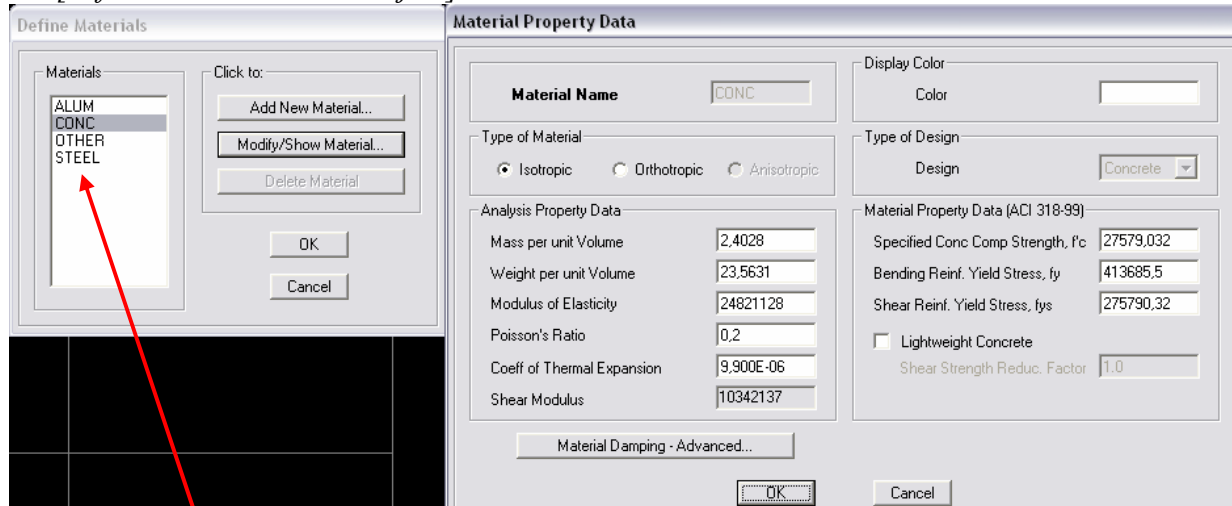 Define Materials
Materials
ALUM
CONC
OTHER
STEEL
Click to:
Add New Material...
Modify/Show Material...
Delete Material
OK
Cancel
Material Property Data
Material Name CONC
Display Color
Color
Type of Material
Isotropic Orthotropic Anisotropic
Type of Design
Design Concrete
Analysis Property Data
Mass per unit Volume 2,4028
Weight per unit Volume 23,5631
Modulus of Elasticity 24821128
Poisson's Ratio 0,2
Coeff of Thermal Expansion 9,900E-06
Shear Modulus 10342137
Material Property Data (ACI 318-99)
Specified Conc Comp Strength, f'c 27579,032
Bending Reinf. Yield Stress, fy 413685,5
Shear Reinf. Yield Stress, fys 275790,32
Lightweight Concrete
Shear Strength Reduc. Factor 1.0
Material Damping - Advanced...
OK
Cancel